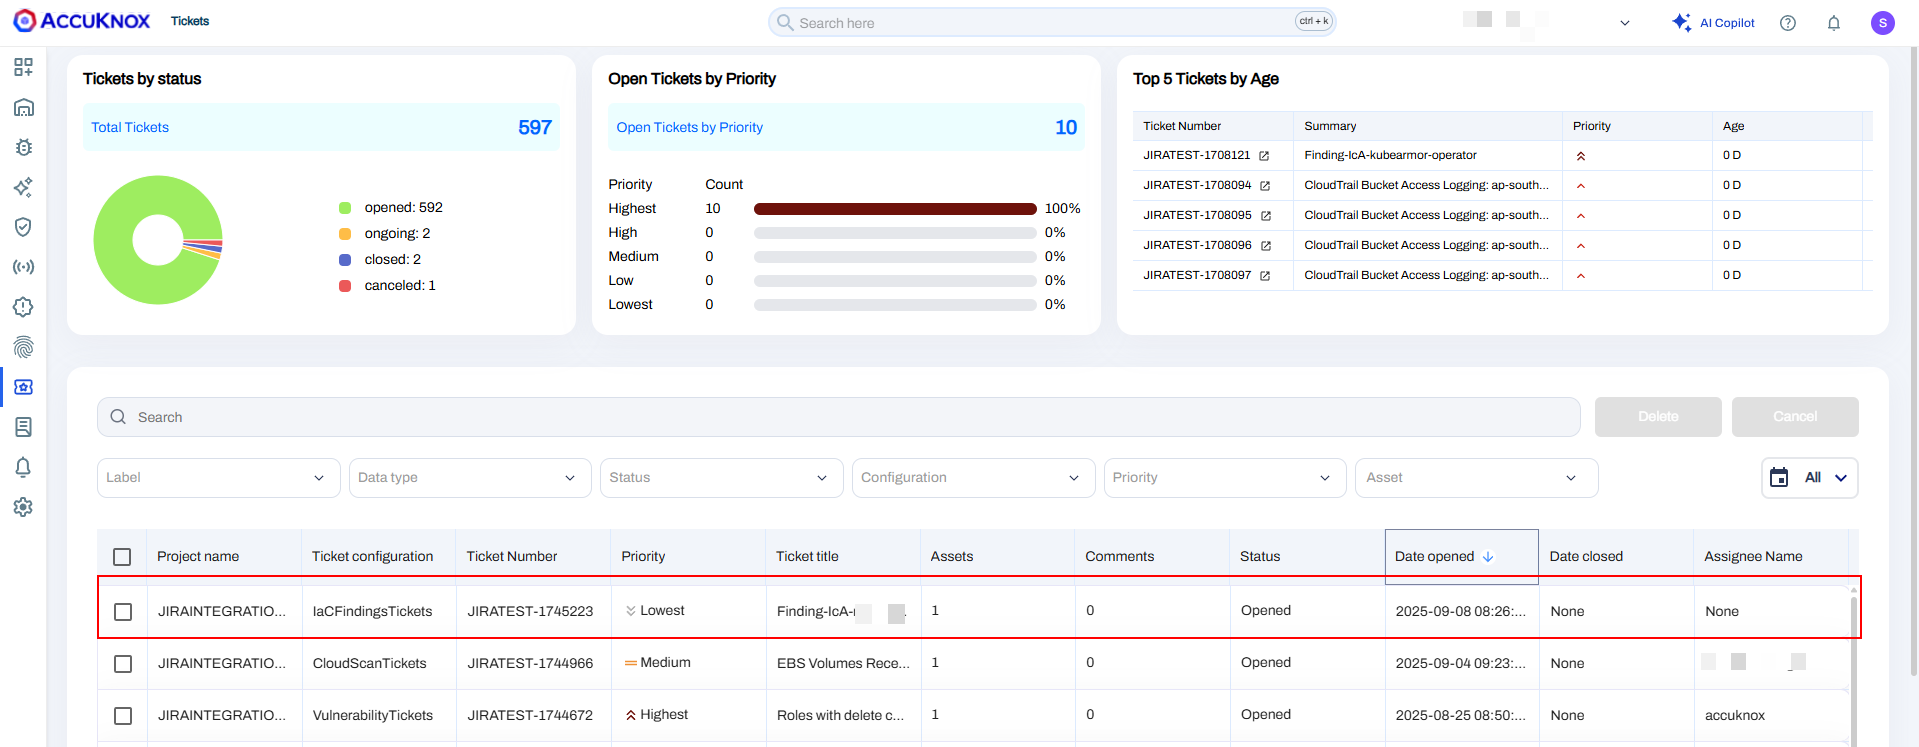 ACCUKNOX
Tickets
Search here
ctrl + k
AI Copilot
S
Tickets by status
Total Tickets
597
opened: 592
ongoing: 2
closed: 2
canceled: 1
Open Tickets by Priority
Open Tickets by Priority
10
Priority Count
Highest 10 100%
High 0 0%
Medium 0 0%
Low 0 0%
Lowest 0 0%
Top 5 Tickets by Age
Ticket Number Summary Priority Age
JIRATEST-1708121 Finding-IcA-kubearmor-operator 0 D
JIRATEST-1708094 CloudTrail Bucket Access Logging: ap-south... 0 D
JIRATEST-1708095 CloudTrail Bucket Access Logging: ap-south... 0 D
JIRATEST-1708096 CloudTrail Bucket Access Logging: ap-south... 0 D
JIRATEST-1708097 CloudTrail Bucket Access Logging: ap-south... 0 D
Search
Delete
Cancel
Label Data type Status Configuration Priority Asset All
Project name Ticket configuration Ticket Number Priority Ticket title Assets Comments Status Date opened Date closed Assignee Name
JIRAINTEGRATIO... IaCFindingsTickets JIRATEST-1745223 Lowest Finding-IcA- 1 0 Opened 2025-09-08 08:26:... None None
JIRAINTEGRATIO... CloudScanTickets JIRATEST-1744966 Medium EBS Volumes Rece... 1 0 Opened 2025-09-04 09:23:... None
JIRAINTEGRATIO... VulnerabilityTickets JIRATEST-1744672 Highest Roles with delete c... 1 0 Opened 2025-08-25 08:50:... None accuknox